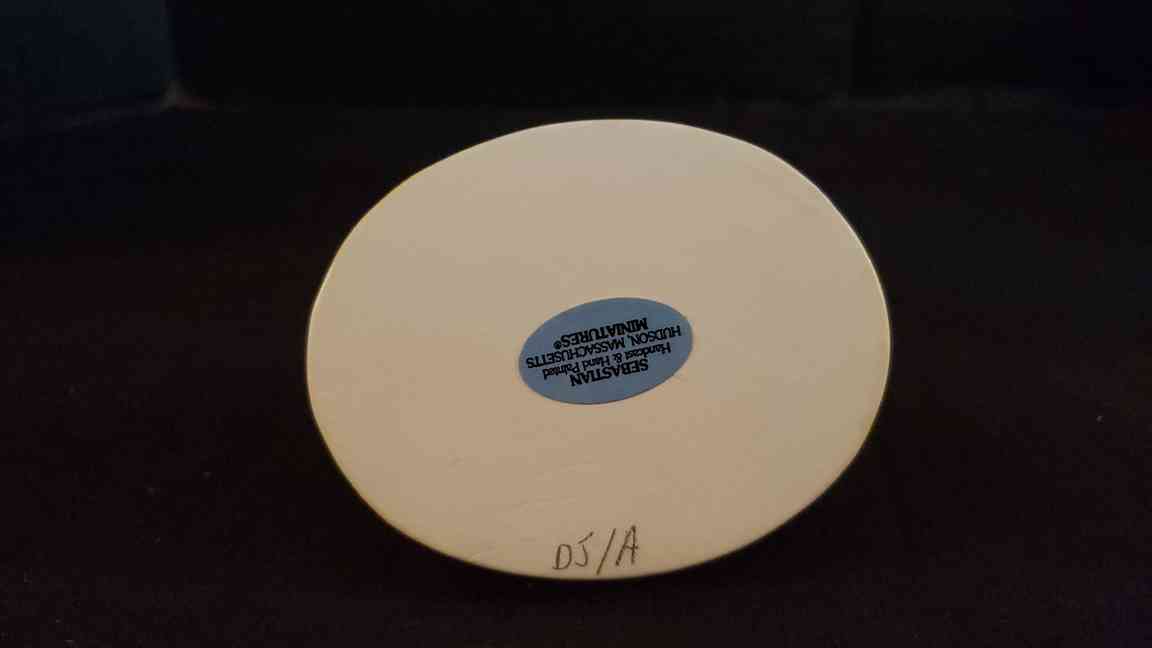 SEBASTIAN
Handcast & Hand Painted
HUDSON, MASSACHUSETTS
MINIATURES®
DJ/A